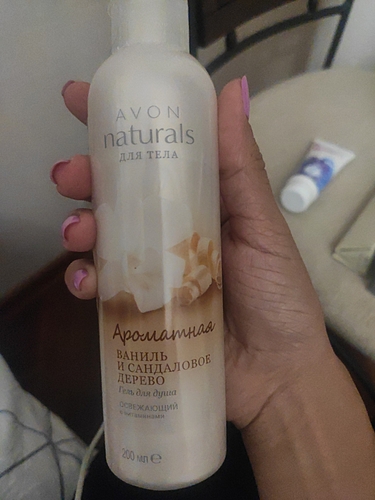 AVON
naturals
ДЛЯ ТЕЛА
Ароматная
ВАНИЛЬ
И САНДАЛОВОЕ
ДЕРЕВО
Гель для душа
ОСВЕЖАЮЩИЙ
200 мл ℮